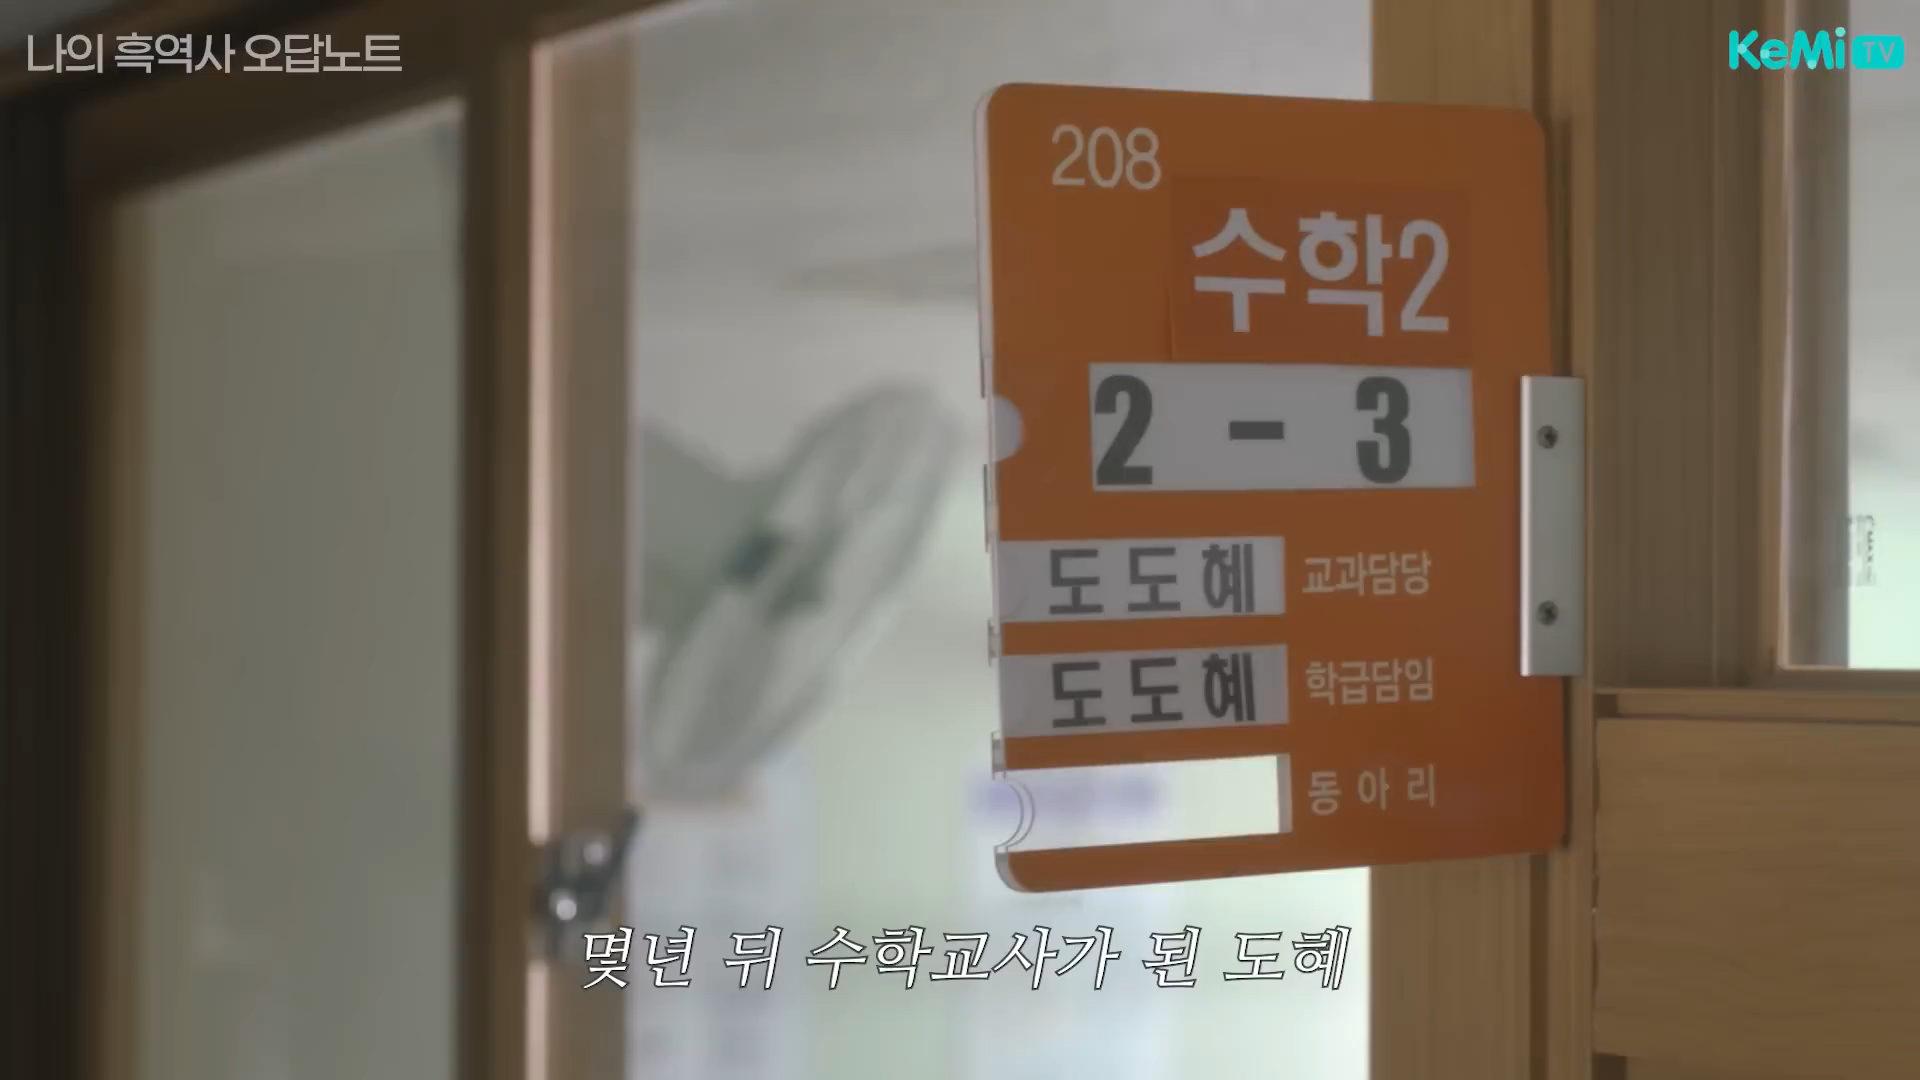 나의 흑역사 오답노트
KeMi TV
208
수학2
2 - 3
도도혜 교과담당
도도혜 학급담임
동아리
몇년 뒤 수학교사가 된 도혜